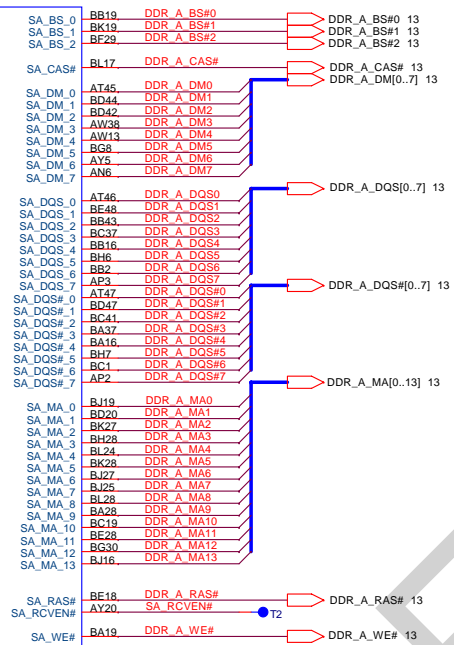 SA_BS_0 BB19 DDR_A_BS#0 DDR_A_BS#0 13
SA_BS_1 BK19 DDR_A_BS#1 DDR_A_BS#1 13
SA_BS_2 BF29 DDR_A_BS#2 DDR_A_BS#2 13
SA_CAS# BL17 DDR_A_CAS# DDR_A_CAS# 13
DDR_A_DM[0..7] 13
SA_DM_0 AT45 DDR_A_DM0
SA_DM_1 BD44 DDR_A_DM1
SA_DM_2 BD42 DDR_A_DM2
SA_DM_3 AW38 DDR_A_DM3
SA_DM_4 AW13 DDR_A_DM4
SA_DM_5 BG8 DDR_A_DM5
SA_DM_6 AY5 DDR_A_DM6
SA_DM_7 AN6 DDR_A_DM7
DDR_A_DQS[0..7] 13
SA_DQS_0 AT46 DDR_A_DQS0
SA_DQS_1 BE48 DDR_A_DQS1
SA_DQS_2 BB43 DDR_A_DQS2
SA_DQS_3 BC37 DDR_A_DQS3
SA_DQS_4 BB16 DDR_A_DQS4
SA_DQS_5 BH6 DDR_A_DQS5
SA_DQS_6 BB2 DDR_A_DQS6
SA_DQS_7 AP3 DDR_A_DQS7
SA_DQS#_0 AT47 DDR_A_DQS#0 DDR_A_DQS#[0..7] 13
SA_DQS#_1 BD47 DDR_A_DQS#1
SA_DQS#_2 BC41 DDR_A_DQS#2
SA_DQS#_3 BA37 DDR_A_DQS#3
SA_DQS#_4 BA16 DDR_A_DQS#4
SA_DQS#_5 BH7 DDR_A_DQS#5
SA_DQS#_6 BC1 DDR_A_DQS#6
SA_DQS#_7 AP2 DDR_A_DQS#7
DDR_A_MA[0..13] 13
SA_MA_0 BJ19 DDR_A_MA0
SA_MA_1 BD20 DDR_A_MA1
SA_MA_2 BK27 DDR_A_MA2
SA_MA_3 BH28 DDR_A_MA3
SA_MA_4 BL24 DDR_A_MA4
SA_MA_5 BK28 DDR_A_MA5
SA_MA_6 BJ27 DDR_A_MA6
SA_MA_7 BJ25 DDR_A_MA7
SA_MA_8 BL28 DDR_A_MA8
SA_MA_9 BA28 DDR_A_MA9
SA_MA_10 BC19 DDR_A_MA10
SA_MA_11 BE28 DDR_A_MA11
SA_MA_12 BG30 DDR_A_MA12
SA_MA_13 BJ16 DDR_A_MA13
SA_RAS# BE18 DDR_A_RAS# DDR_A_RAS# 13
SA_RCVEN# AY20 SA_RCVEN# T2
SA_WE# BA19 DDR_A_WE# DDR_A_WE# 13